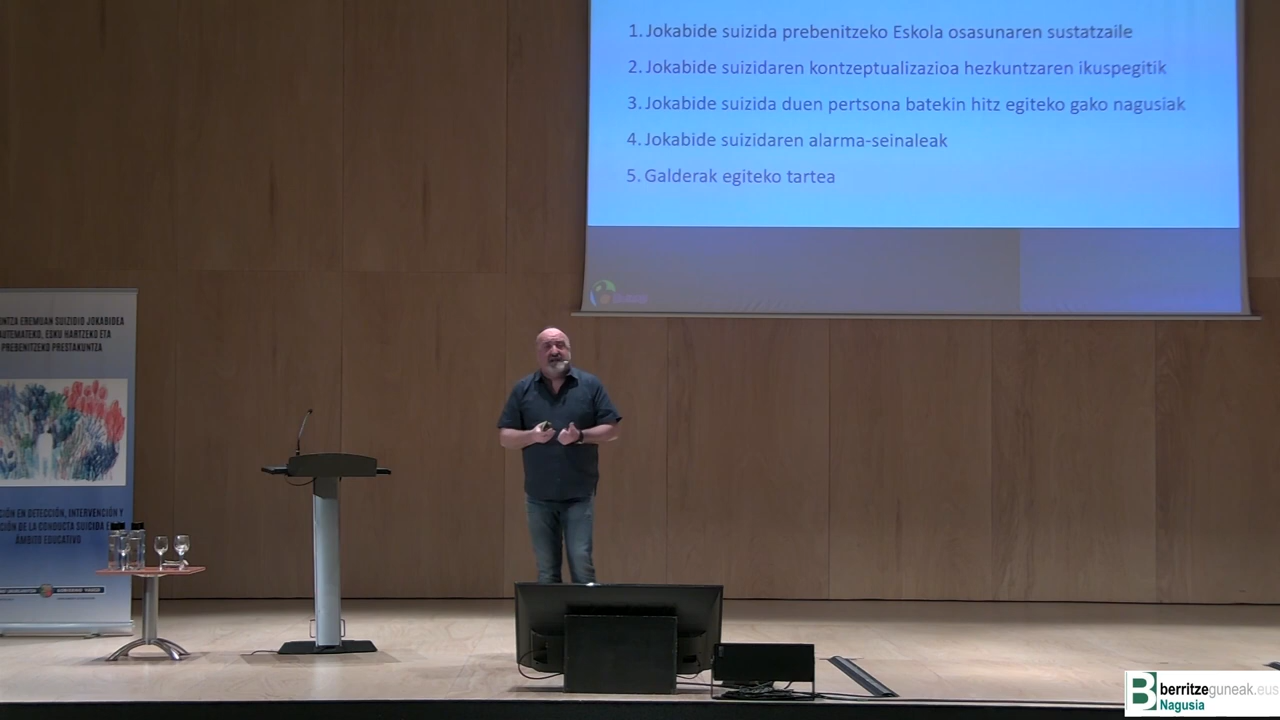 1. Jokabide suizida prebenitzeko Eskola osasunaren sustatzaile
2. Jokabide suizidaren kontzeptualizazioa hezkuntzaren ikuspegitik
3. Jokabide suizida duen pertsona batekin hitz egiteko gako nagusiak
4. Jokabide suizidaren alarma-seinaleak
5. Galderak egiteko tartea
EREMUAN SUIZIDIO JOKABIDEA
ESKU HARTZEKO ETA
PREBENITZEKO PRESTAKUNTZA
EN DETECCIÓN, INTERVENCIÓN Y
DE LA CONDUCTA SUICIDA
ÁMBITO EDUCATIVO
B berritzeguneak.eus
Nagusia